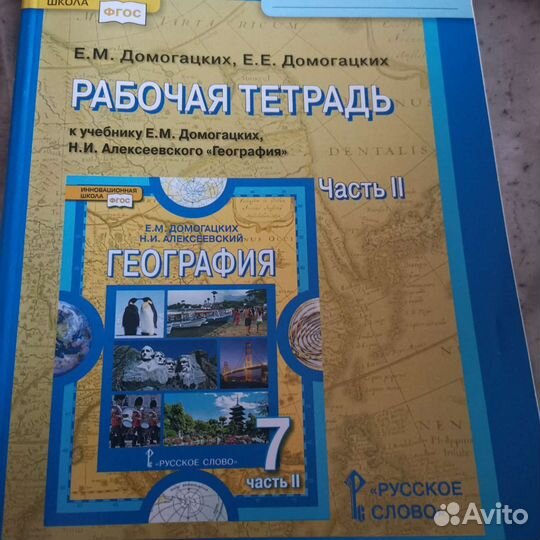 ШКОЛА ФГОС
Е.М. Домогацких, Е.Е. Домогацких
РАБОЧАЯ ТЕТРАДЬ
к учебнику Е.М. Домогацких,
Н.И. Алексеевского «География»
DENTALIS
Часть II
ИННОВАЦИОННАЯ
ШКОЛА ФГОС
Е.М. ДОМОГАЦКИХ
Н.И. АЛЕКСЕЕВСКИЙ
ГЕОГРАФИЯ
7
«РУССКОЕ СЛОВО»
часть II
«РУССКОЕ
СЛОВО»
Avito